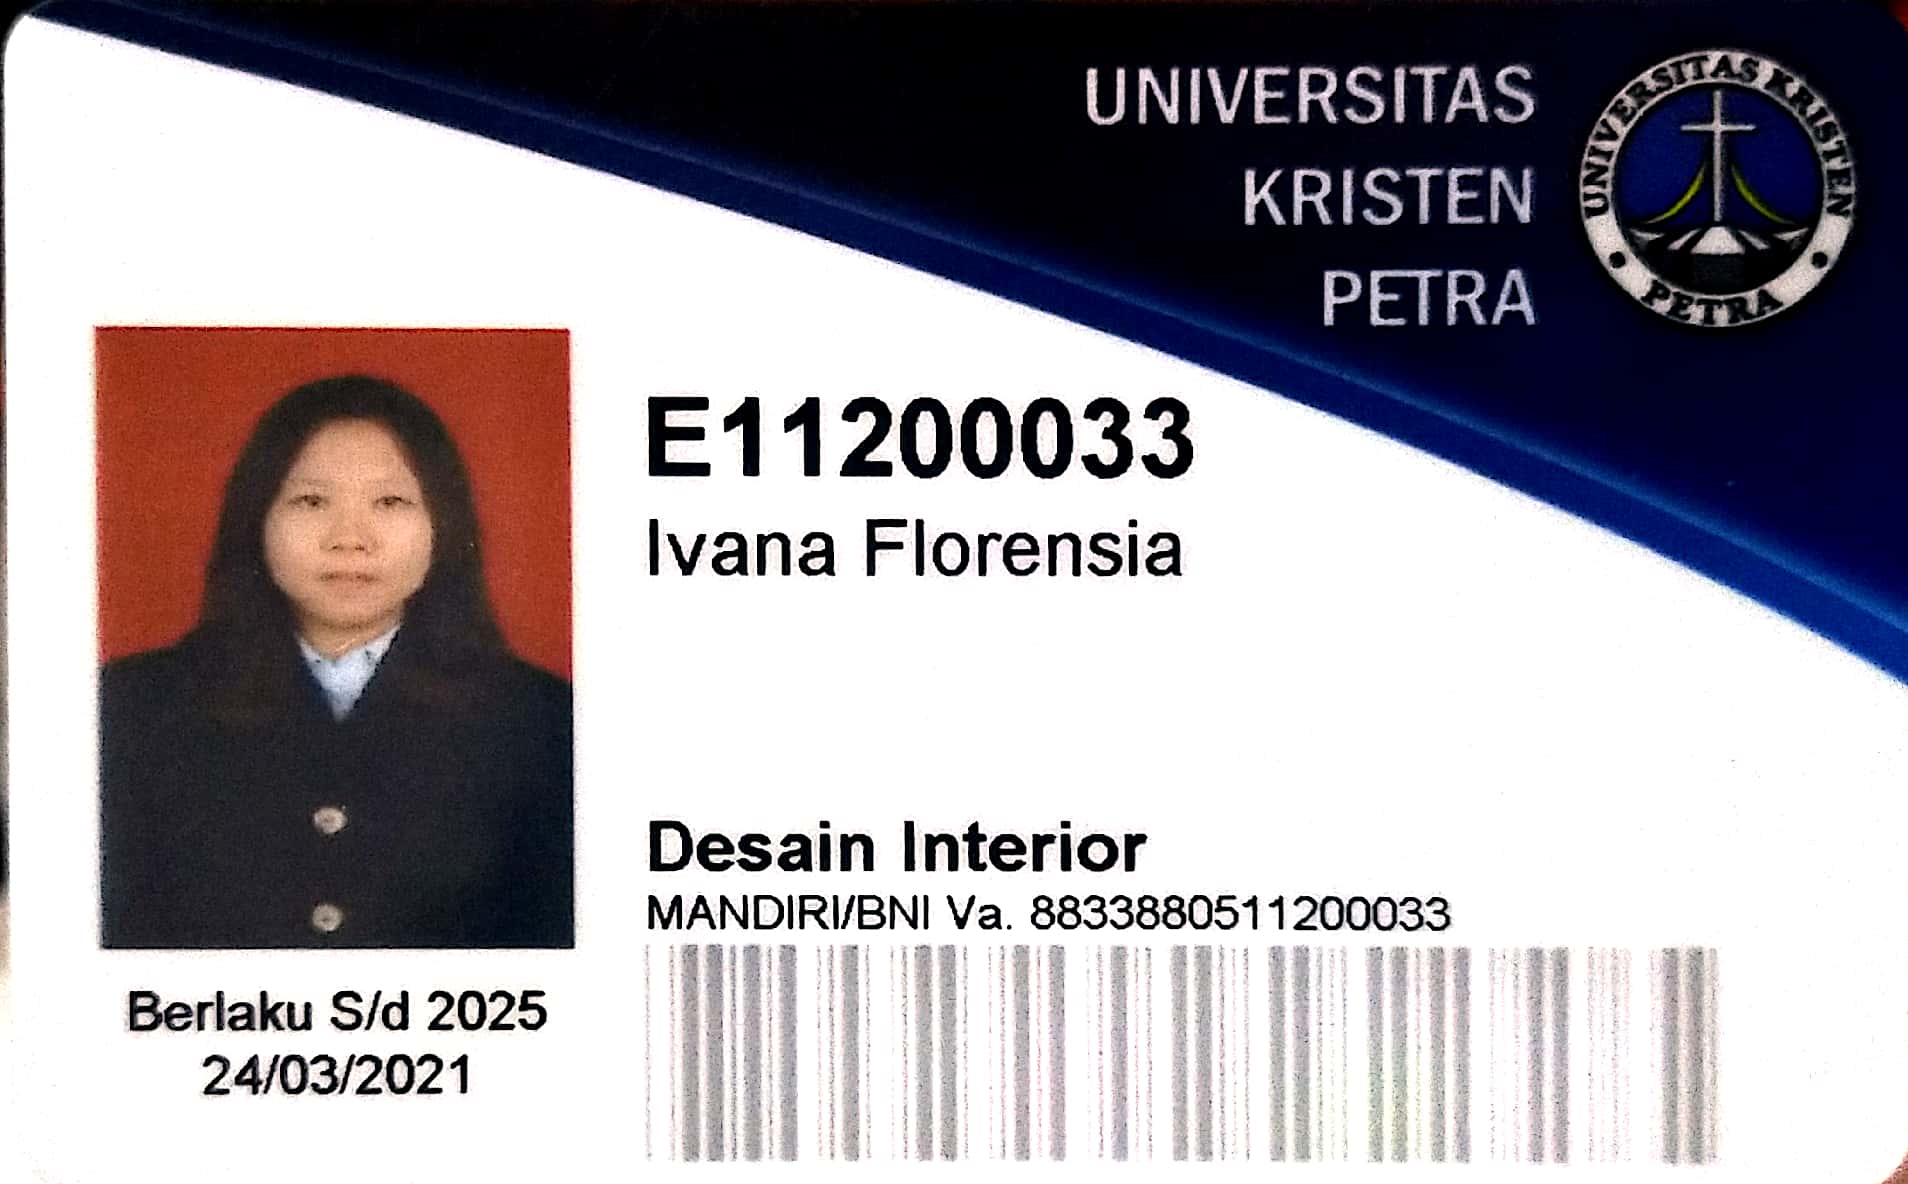 UNIVERSITAS
KRISTEN
PETRA
UNIVERSITAS KRISTEN
PETRA
E11200033
Ivana Florensia
Desain Interior
MANDIRI/BNI Va. 8833880511200033
Berlaku S/d 2025
24/03/2021